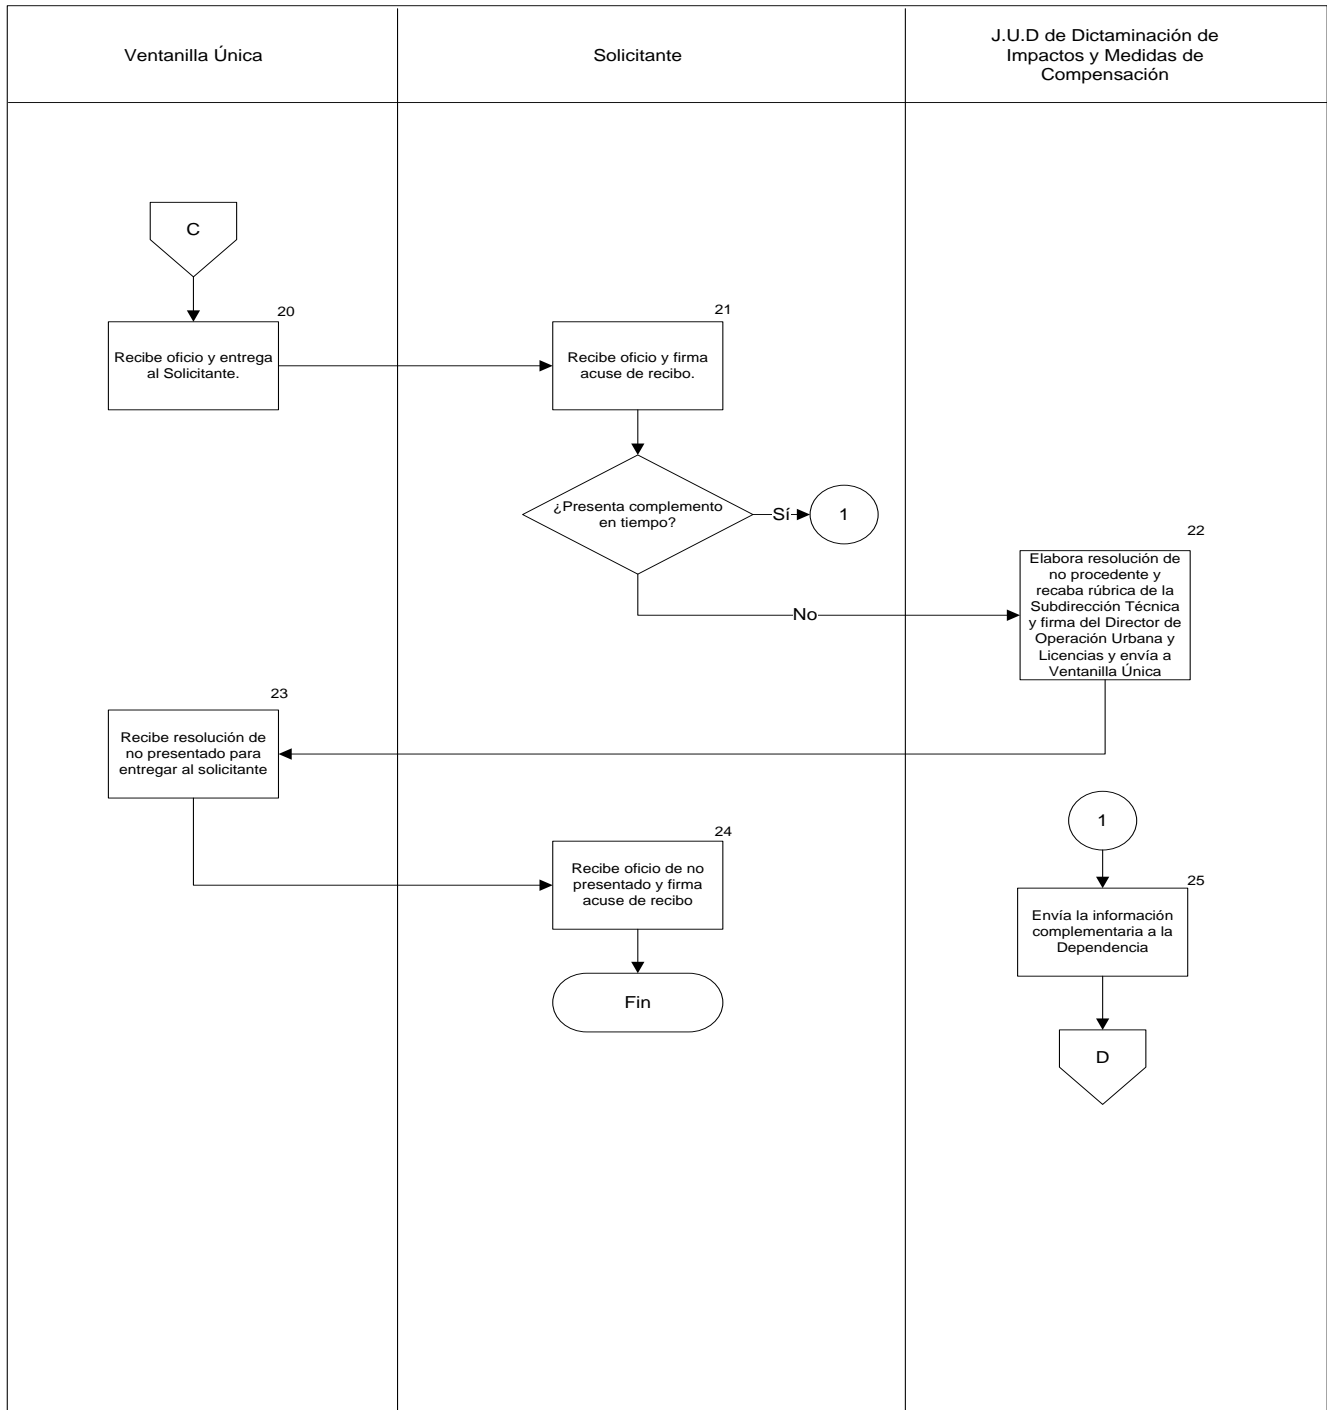 Ventanilla Única
Solicitante
J.U.D de Dictaminación de
Impactos y Medidas de
Compensación
C
20
Recibe oficio y entrega
al Solicitante.
21
Recibe oficio y firma
acuse de recibo.
¿Presenta complemento
en tiempo?
Sí
1
No
22
Elabora resolución de
no procedente y
recaba rúbrica de la
Subdirección Técnica
y firma del Director de
Operación Urbana y
Licencias y envía a
Ventanilla Única
23
Recibe resolución de
no presentado para
entregar al solicitante
24
Recibe oficio de no
presentado y firma
acuse de recibo
Fin
1
25
Envía la información
complementaria a la
Dependencia
D